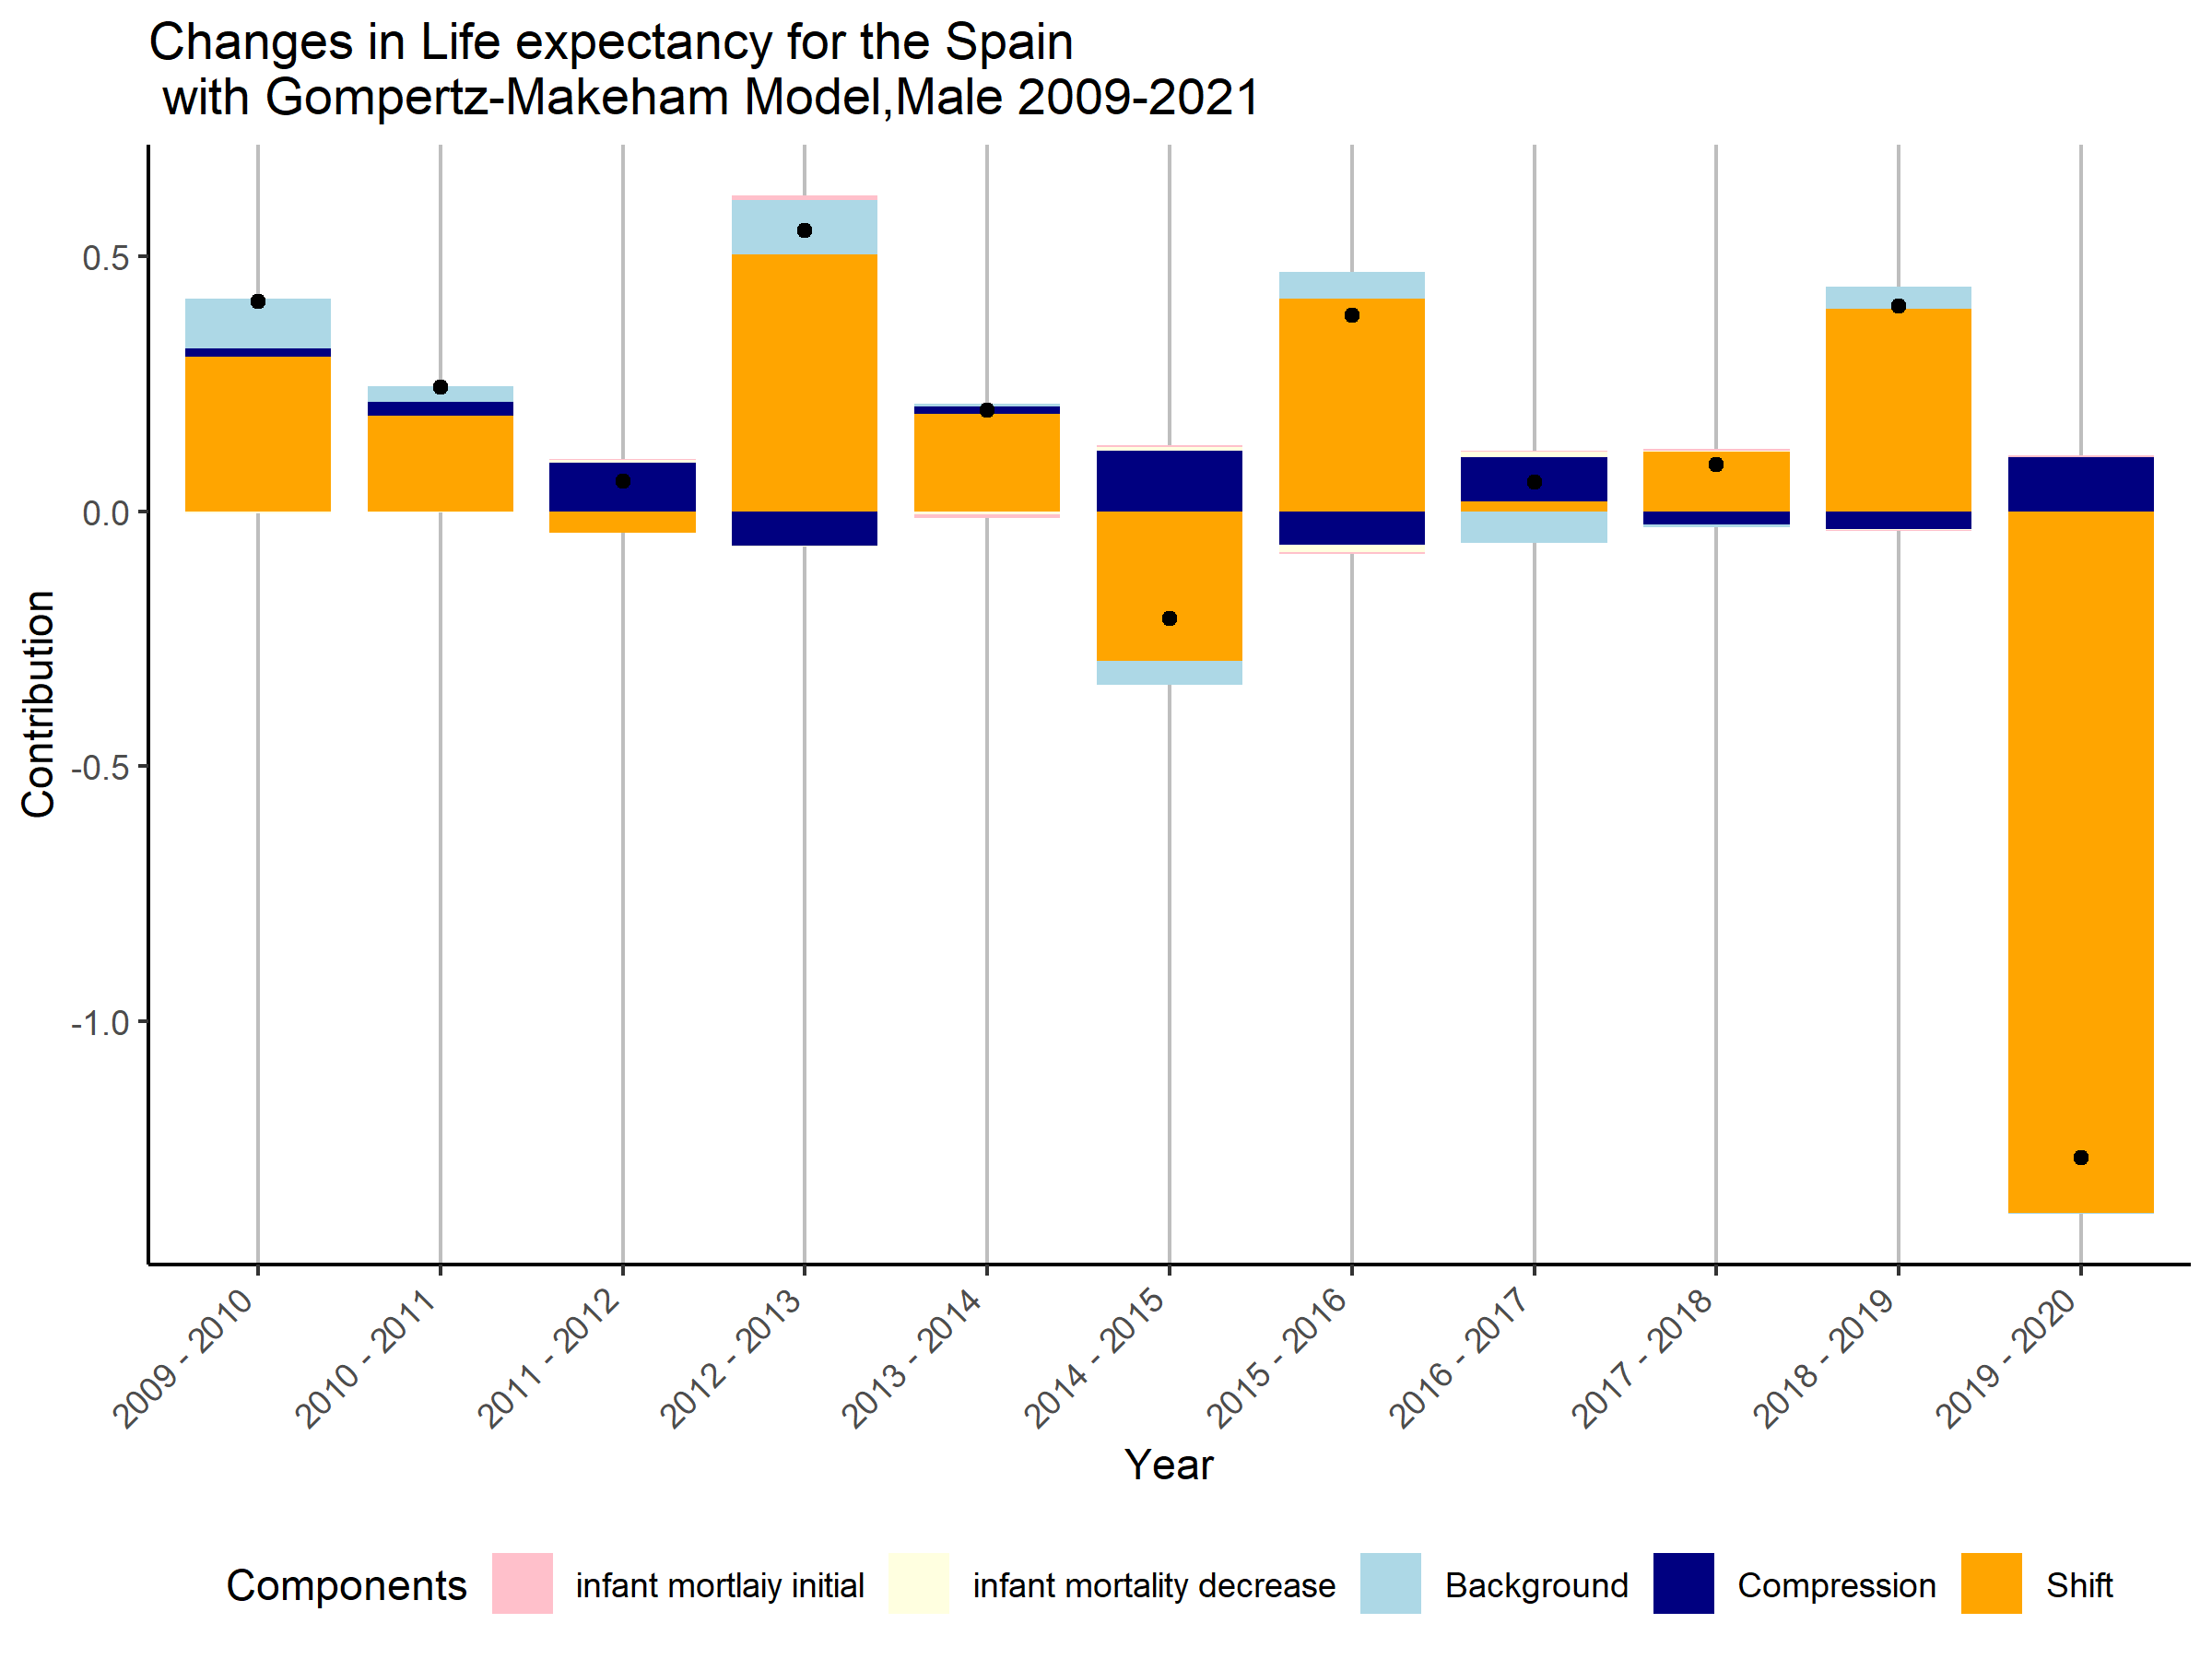 Changes in Life expectancy for the Spain
with Gompertz-Makeham Model,Male 2009-2021
Contribution
0.5
0.0
-0.5
-1.0
2009 - 2010
2010 - 2011
2011 - 2012
2012 - 2013
2013 - 2014
2014 - 2015
2015 - 2016
2016 - 2017
2017 - 2018
2018 - 2019
2019 - 2020
Year
Components infant mortlaiy initial infant mortality decrease Background Compression Shift